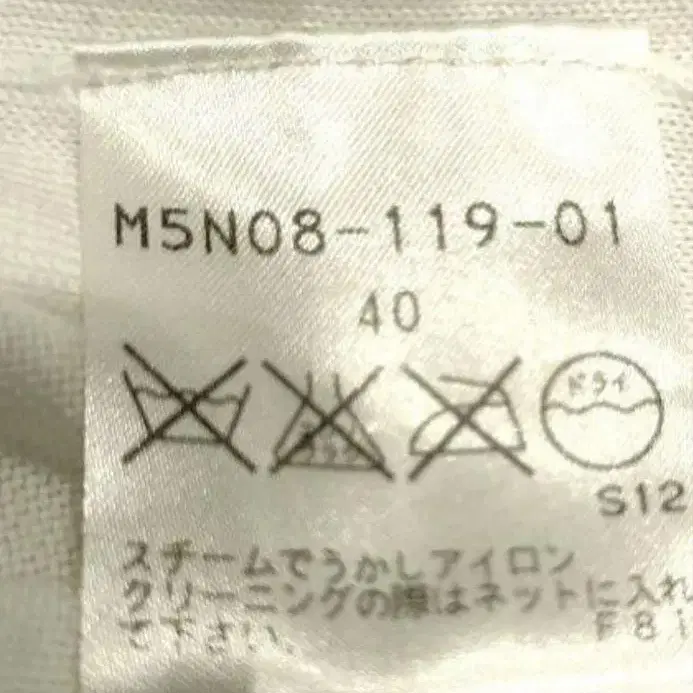 M5N08-119-01
40
ドライ
S12
スチームでうかしアイロン
クリーニングの際はネットに入れ
て下さい。
F8i